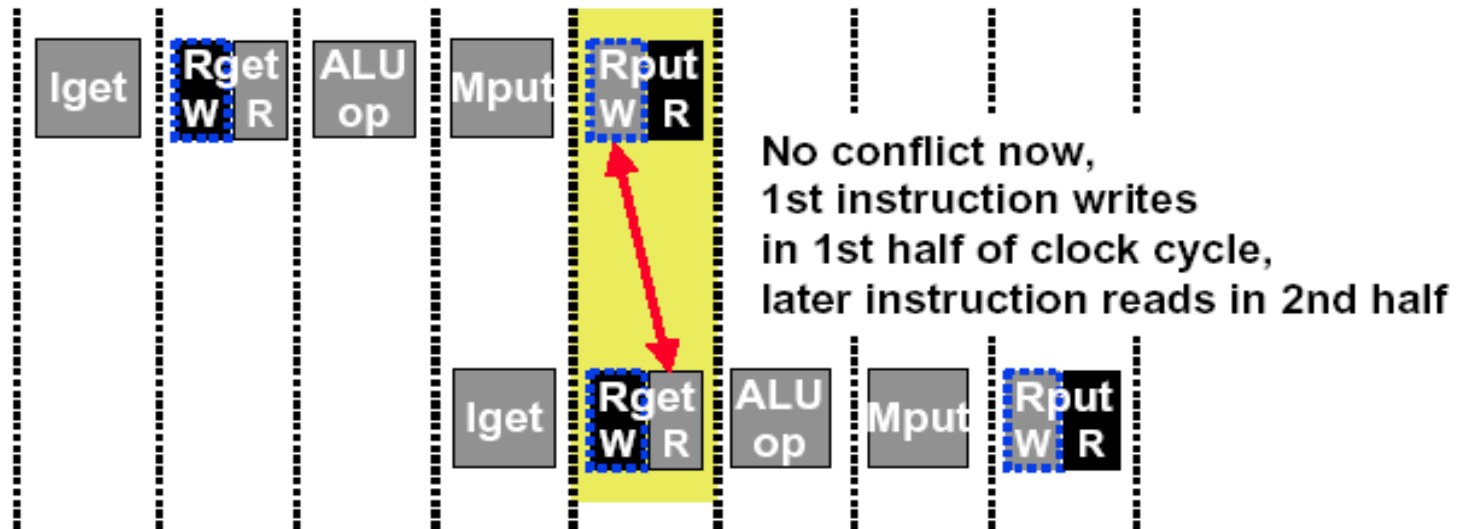 Iget
Rget
W R
ALU
op
Mput
Rput
W R
No conflict now,
1st instruction writes
in 1st half of clock cycle,
later instruction reads in 2nd half
Iget
Rget
W R
ALU
op
Mput
Rput
W R